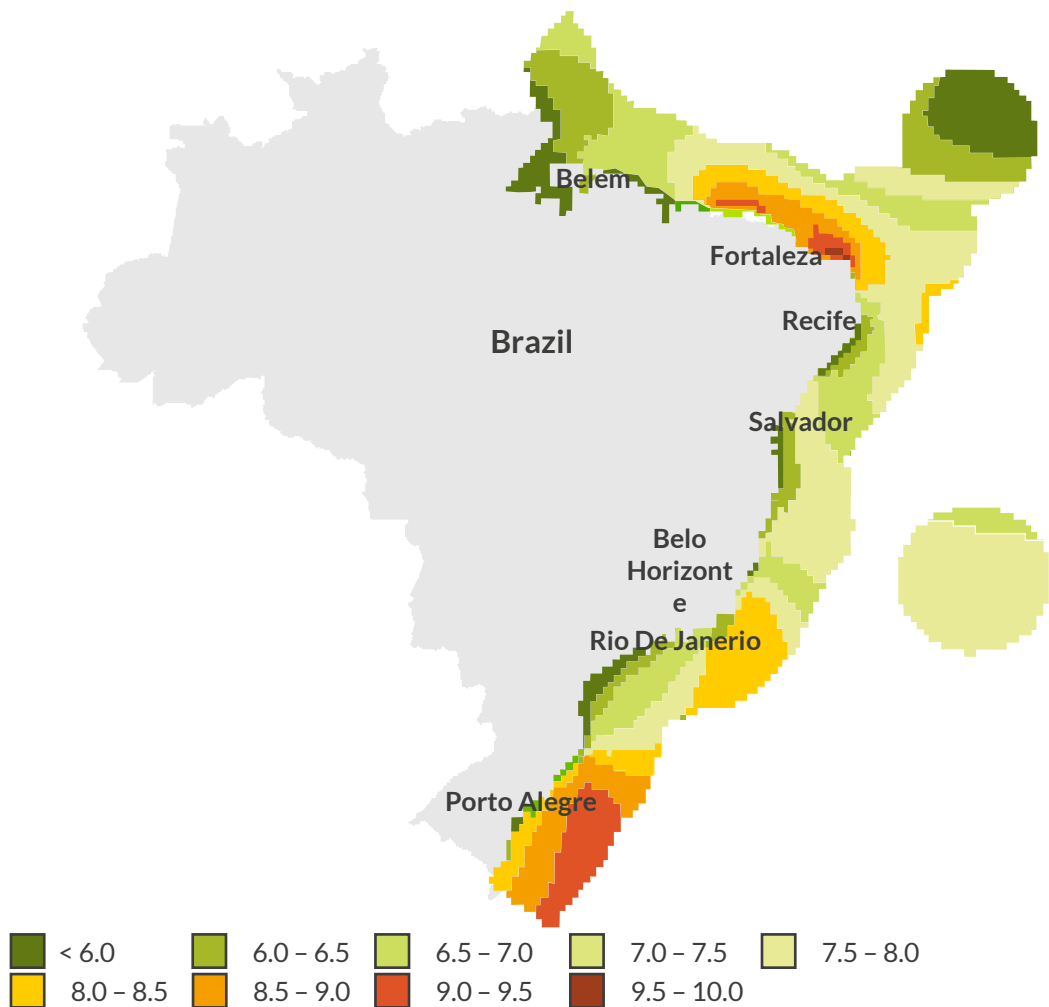 Belem
Fortaleza
Recife
Brazil
Salvador
Belo
Horizont
e
Rio De Janerio
Porto Alegre
< 6.0 6.0 – 6.5 6.5 – 7.0 7.0 – 7.5 7.5 – 8.0
8.0 – 8.5 8.5 – 9.0 9.0 – 9.5 9.5 – 10.0